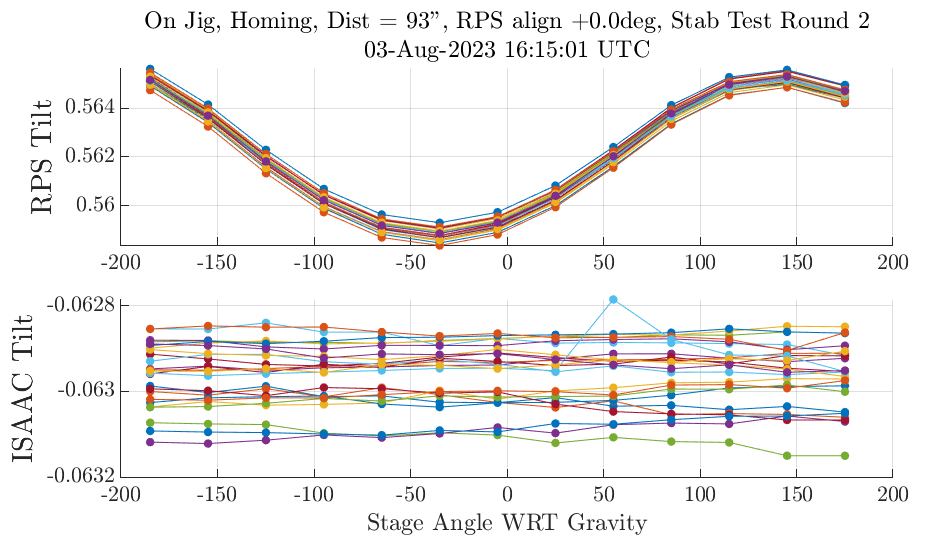 On Jig, Homing, Dist = 93”, RPS align +0.0deg, Stab Test Round 2
03-Aug-2023 16:15:01 UTC
RPS Tilt
0.564
0.562
0.56
-200 -150 -100 -50 0 50 100 150 200
ISAAC Tilt
-0.0628
-0.063
-0.0632
-200 -150 -100 -50 0 50 100 150 200
Stage Angle WRT Gravity